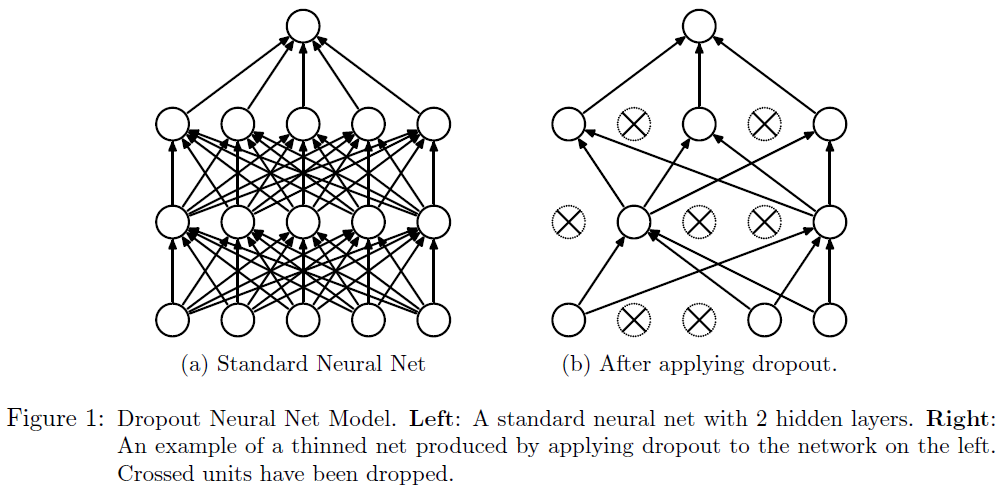 (a) Standard Neural Net
(b) After applying dropout.
Figure 1: Dropout Neural Net Model. Left: A standard neural net with 2 hidden layers. Right:
An example of a thinned net produced by applying dropout to the network on the left.
Crossed units have been dropped.